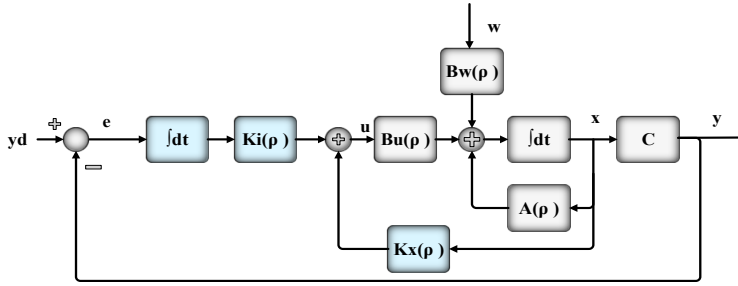 w
Bw(ρ )
x
y
e
u
yd
∫dt
Ki(ρ )
Bu(ρ )
∫dt
C
A(ρ )
Kx(ρ )